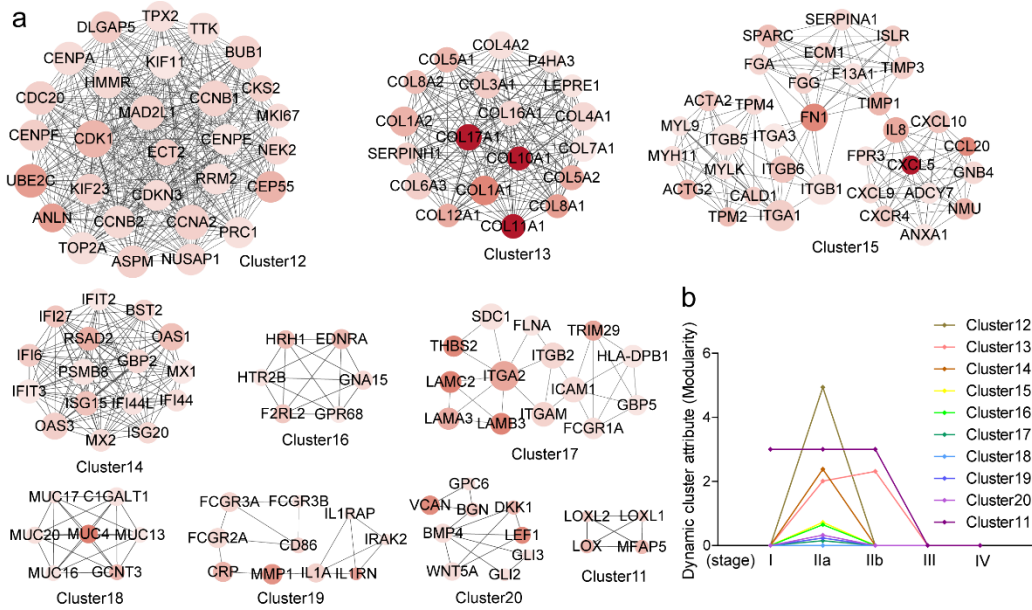 a
TPX2
DLGAP5
TTK
CENPA
KIF11
BUB1
HMMR
CDC20
MAD2L1
CCNB1
CKS2
MKI67
CENPF
CDK1
CENPE
ECT2
NEK2
UBE2C
RRM2
KIF23
CDKN3
CEP55
ANLN
CCNB2
CCNA2
PRC1
TOP2A
ASPM
NUSAP1
Cluster12
COL4A2
COL5A1
P4HA3
COL8A2
COL3A1
LEPRE1
COL1A2
COL16A1
COL4A1
COL17A1
COL7A1
SERPINH1
COL10A1
COL6A3
COL1A1
COL5A2
COL12A1
COL8A1
COL11A1
Cluster13
SERPINA1
SPARC
ISLR
ECM1
FGA
F13A1
TIMP3
FGG
ACTA2
TPM4
FN1
TIMP1
MYL9
ITGB5
ITGA3
IL8
CXCL10
MYH11
CCL20
MYLK
ITGB6
FPR3
CXCL5
ACTG2
CALD1
ITGB1
GNB4
CXCL9
ADCY7
TPM2
ITGA1
CXCR4
NMU
ANXA1
Cluster15
IFIT2
IFI27
BST2
RSAD2
OAS1
IFI6
GBP2
PSMB8
MX1
IFIT3
ISG15
IFI44L
IFI44
OAS3
MX2
ISG20
Cluster14
HRH1
EDNRA
HTR2B
GNA15
F2RL2
GPR68
Cluster16
SDC1
FLNA
TRIM29
THBS2
ITGB2
HLA-DPB1
ITGA2
LAMC2
ICAM1
GBP5
LAMA3
ITGAM
LAMB3
FCGR1A
Cluster17
MUC17
C1GALT1
MUC20
MUC4
MUC13
MUC16
GCNT3
Cluster18
FCGR3A
FCGR3B
IL1RAP
FCGR2A
CD86
IRAK2
CRP
MMP1
IL1A
IL1RN
Cluster19
GPC6
VCAN
BGN
DKK1
BMP4
LEF1
GLI3
WNT5A
GLI2
Cluster20
LOXL2
LOXL1
LOX
MFAP5
Cluster11
b
Dynamic cluster attribute (Modularity)
6
4
2
0
(stage)
I
IIa
IIb
III
IV
Cluster12
Cluster13
Cluster14
Cluster15
Cluster16
Cluster17
Cluster18
Cluster19
Cluster20
Cluster11